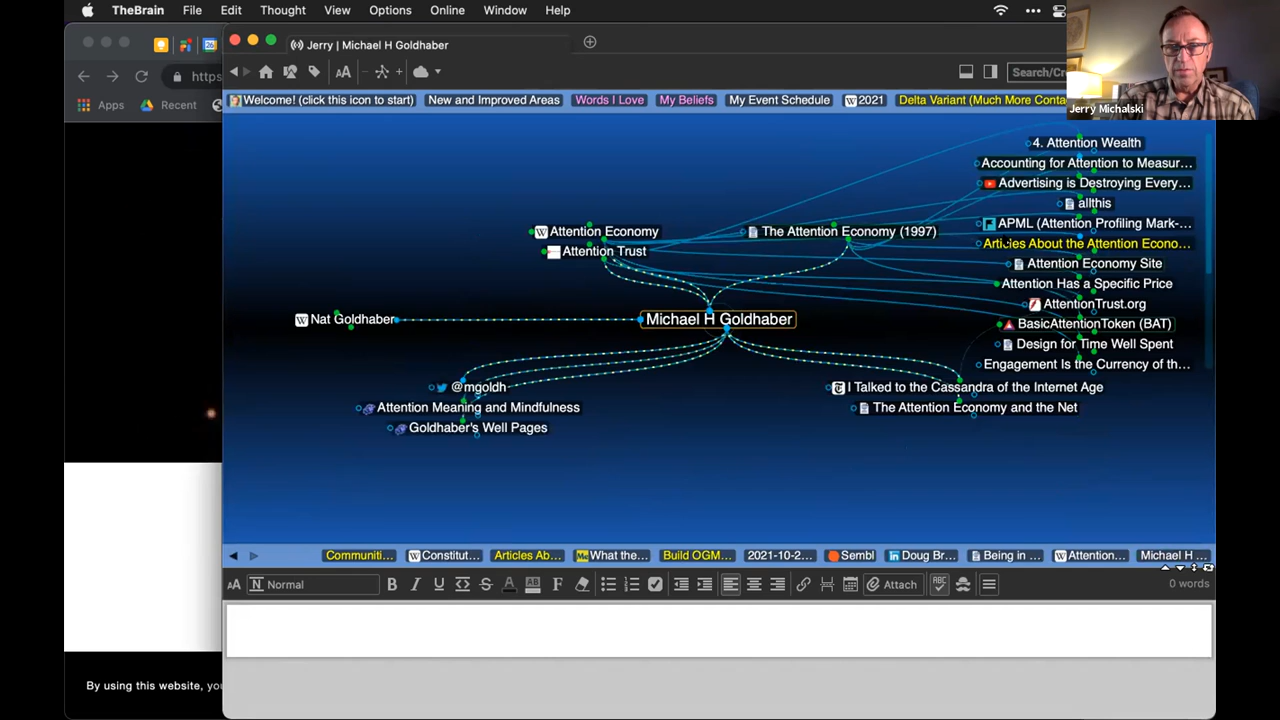 TheBrain File Edit Thought View Options Online Window Help
Jerry | Michael H Goldhaber
https
Search/Cr
Apps Recent
Jerry Michalski
Welcome! (click this icon to start) New and Improved Areas Words I Love My Beliefs My Event Schedule 2021 Delta Variant (Much More Conta
4. Attention Wealth
Accounting for Attention to Measur...
Advertising is Destroying Every...
allthis
APML (Attention Profiling Mark-...
Articles About the Attention Econo...
Attention Economy Site
Attention Has a Specific Price
AttentionTrust.org
BasicAttentionToken (BAT)
Design for Time Well Spent
Engagement Is the Currency of th...
Attention Economy
Attention Trust
The Attention Economy (1997)
Nat Goldhaber
Michael H Goldhaber
@mgoldh
Attention Meaning and Mindfulness
Goldhaber's Well Pages
I Talked to the Cassandra of the Internet Age
The Attention Economy and the Net
Communiti... Constitut... Articles Ab... What the... Build OGM... 2021-10-2... Sembl Doug Br... Being in ... Attention... Michael H ...
Normal
Attach
0 words
By using this website, you